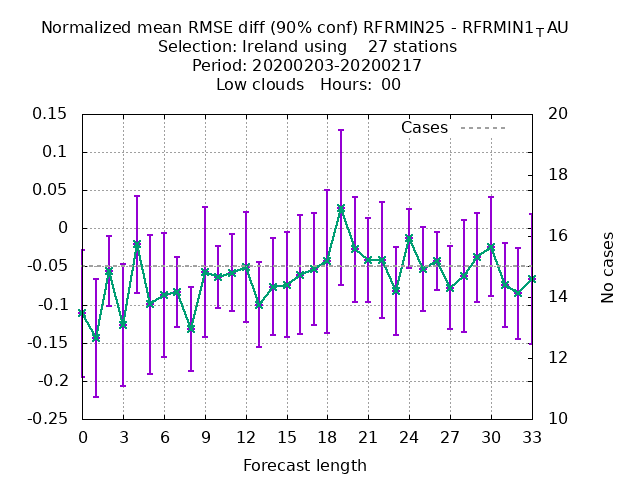 Normalized mean RMSE diff (90% conf) RFRMIN25 - RFRMIN1TAU
Selection: Ireland using 27 stations
Period: 20200203-20200217
Low clouds Hours: 00
Cases
0.15
0.1
0.05
0
-0.05
-0.1
-0.15
-0.2
-0.25
20
18
16
14
12
10
No cases
0 3 6 9 12 15 18 21 24 27 30 33
Forecast length